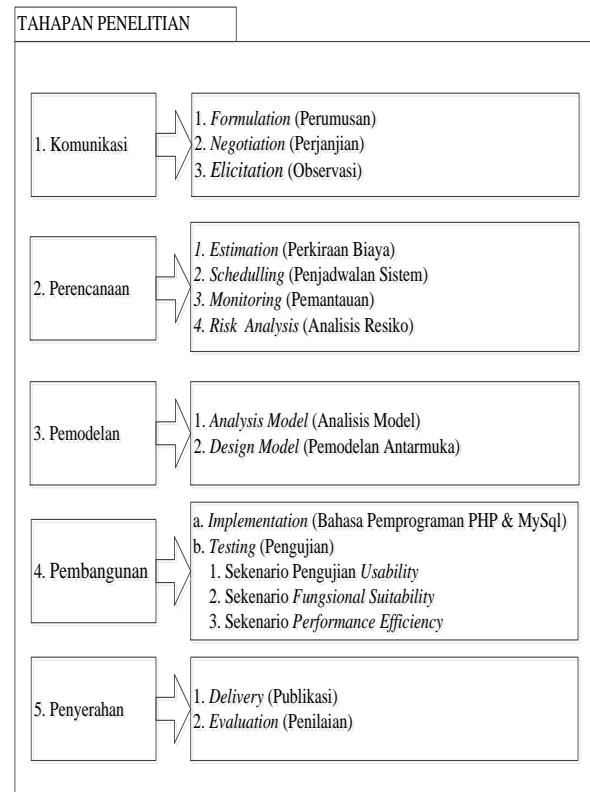 TAHAPAN PENELITIAN
1. Komunikasi
1. Formulation (Perumusan)
2. Negotiation (Perjanjian)
3. Elicitation (Observasi)
2. Perencanaan
1. Estimation (Perkiraan Biaya)
2. Schedulling (Penjadwalan Sistem)
3. Monitoring (Pemantauan)
4. Risk Analysis (Analisis Resiko)
3. Pemodelan
1. Analysis Model (Analisis Model)
2. Design Model (Pemodelan Antarmuka)
4. Pembangunan
a. Implementation (Bahasa Pemprograman PHP & MySql)
b. Testing (Pengujian)
1. Sekenario Pengujian Usability
2. Sekenario Fungsional Suitability
3. Sekenario Performance Efficiency
5. Penyerahan
1. Delivery (Publikasi)
2. Evaluation (Penilaian)